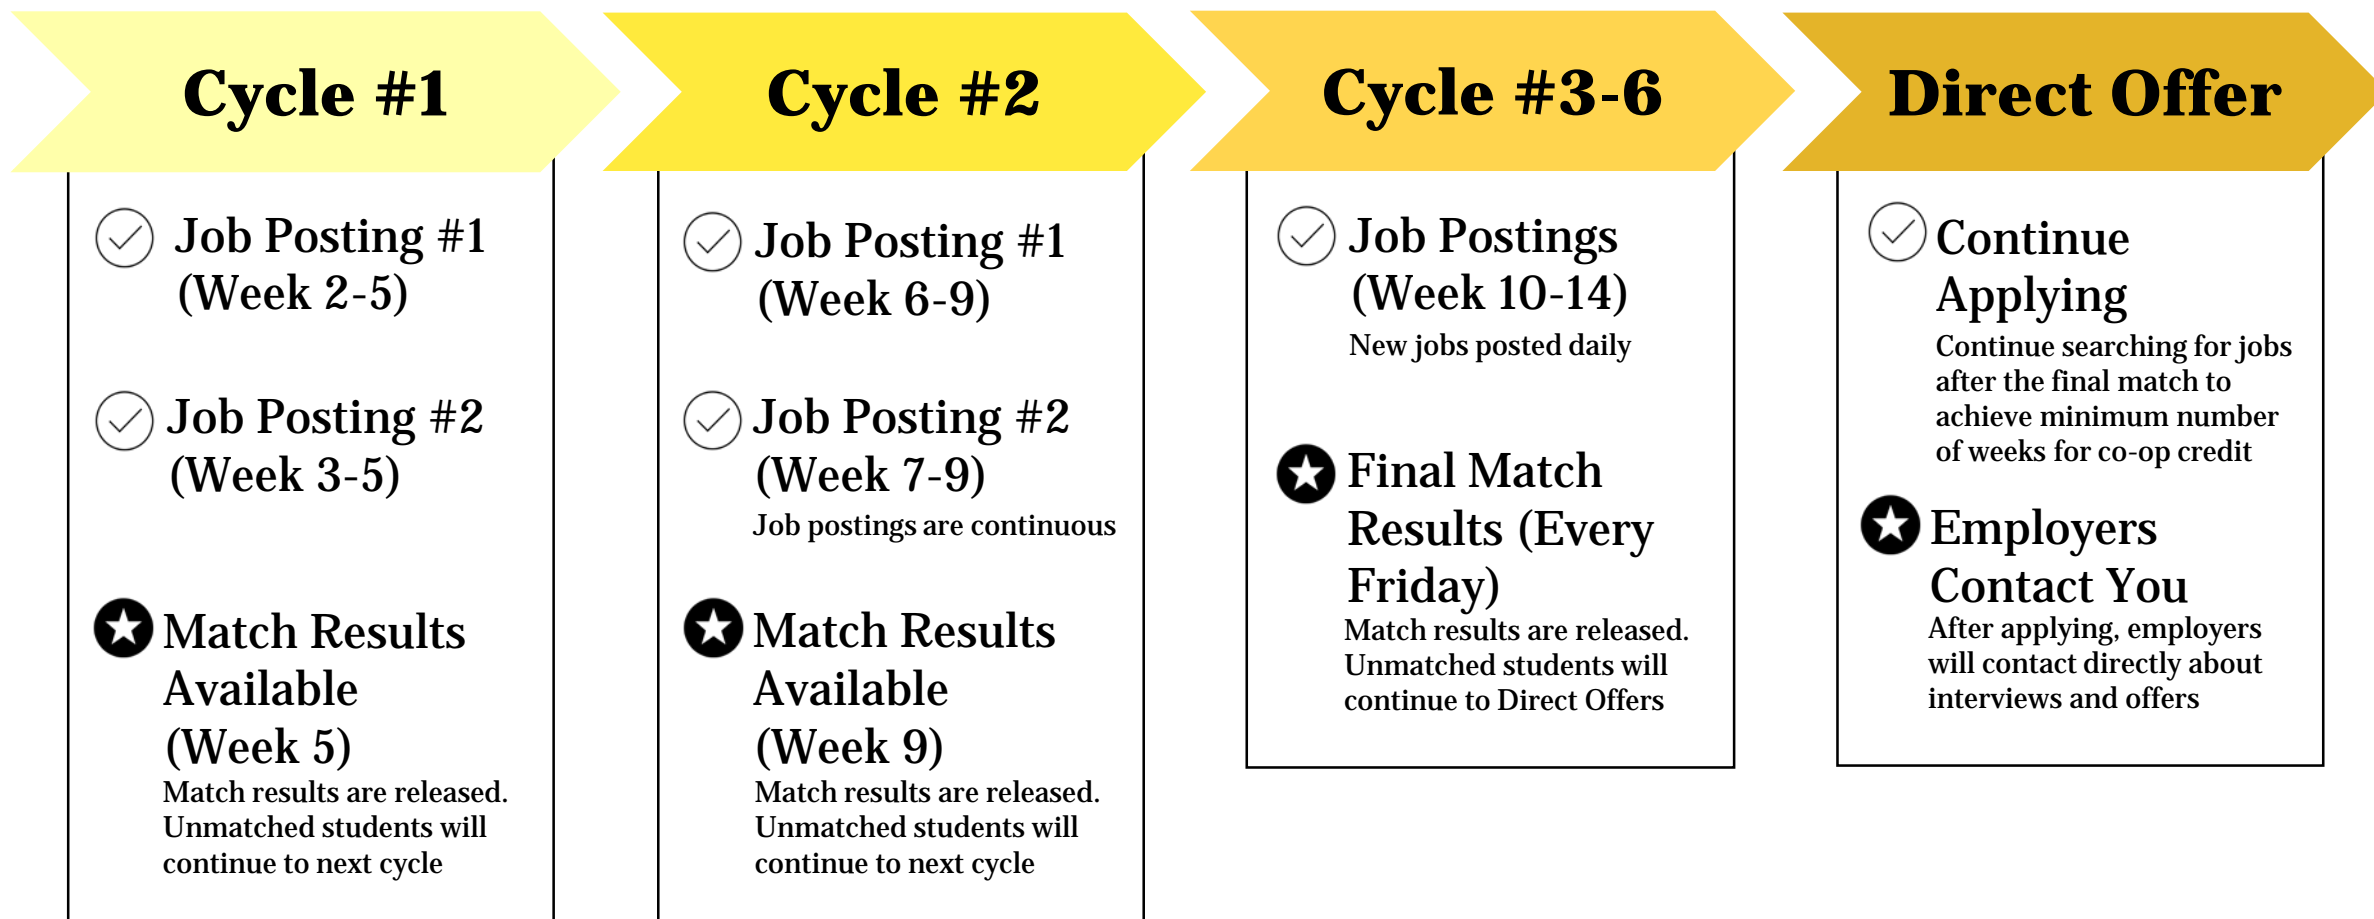 Cycle #1
Job Posting #1
(Week 2-5)
Job Posting #2
(Week 3-5)
Match Results
Available
(Week 5)
Match results are released.
Unmatched students will
continue to next cycle
Cycle #2
Job Posting #1
(Week 6-9)
Job Posting #2
(Week 7-9)
Job postings are continuous
Match Results
Available
(Week 9)
Match results are released.
Unmatched students will
continue to next cycle
Cycle #3-6
Job Postings
(Week 10-14)
New jobs posted daily
Final Match
Results (Every
Friday)
Match results are released.
Unmatched students will
continue to Direct Offers
Direct Offer
Continue
Applying
Continue searching for jobs
after the final match to
achieve minimum number
of weeks for co-op credit
Employers
Contact You
After applying, employers
will contact directly about
interviews and offers